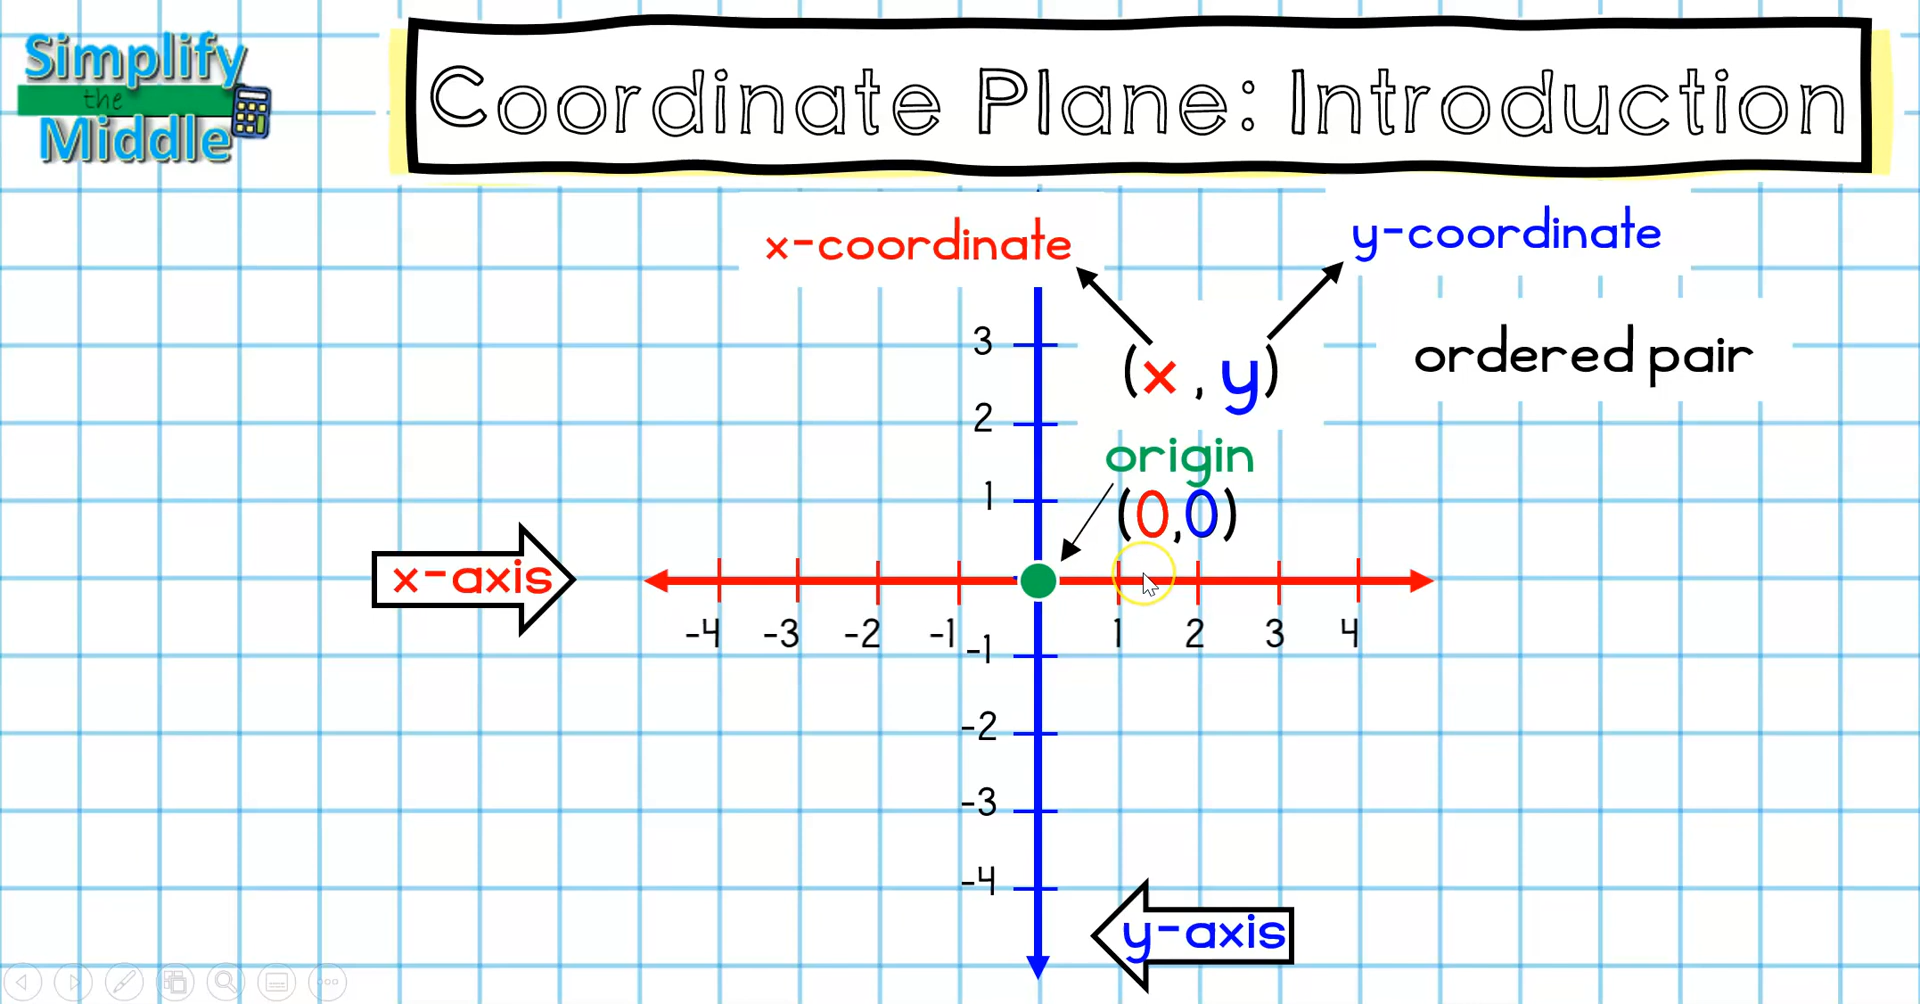 Simplify
the
Middle
Coordinate Plane: Introduction
x-coordinate
y-coordinate
(x , y)
ordered pair
origin
(0,0)
3
2
1
x-axis
-4 -3 -2 -1 1 2 3 4
-1
-2
-3
-4
y-axis